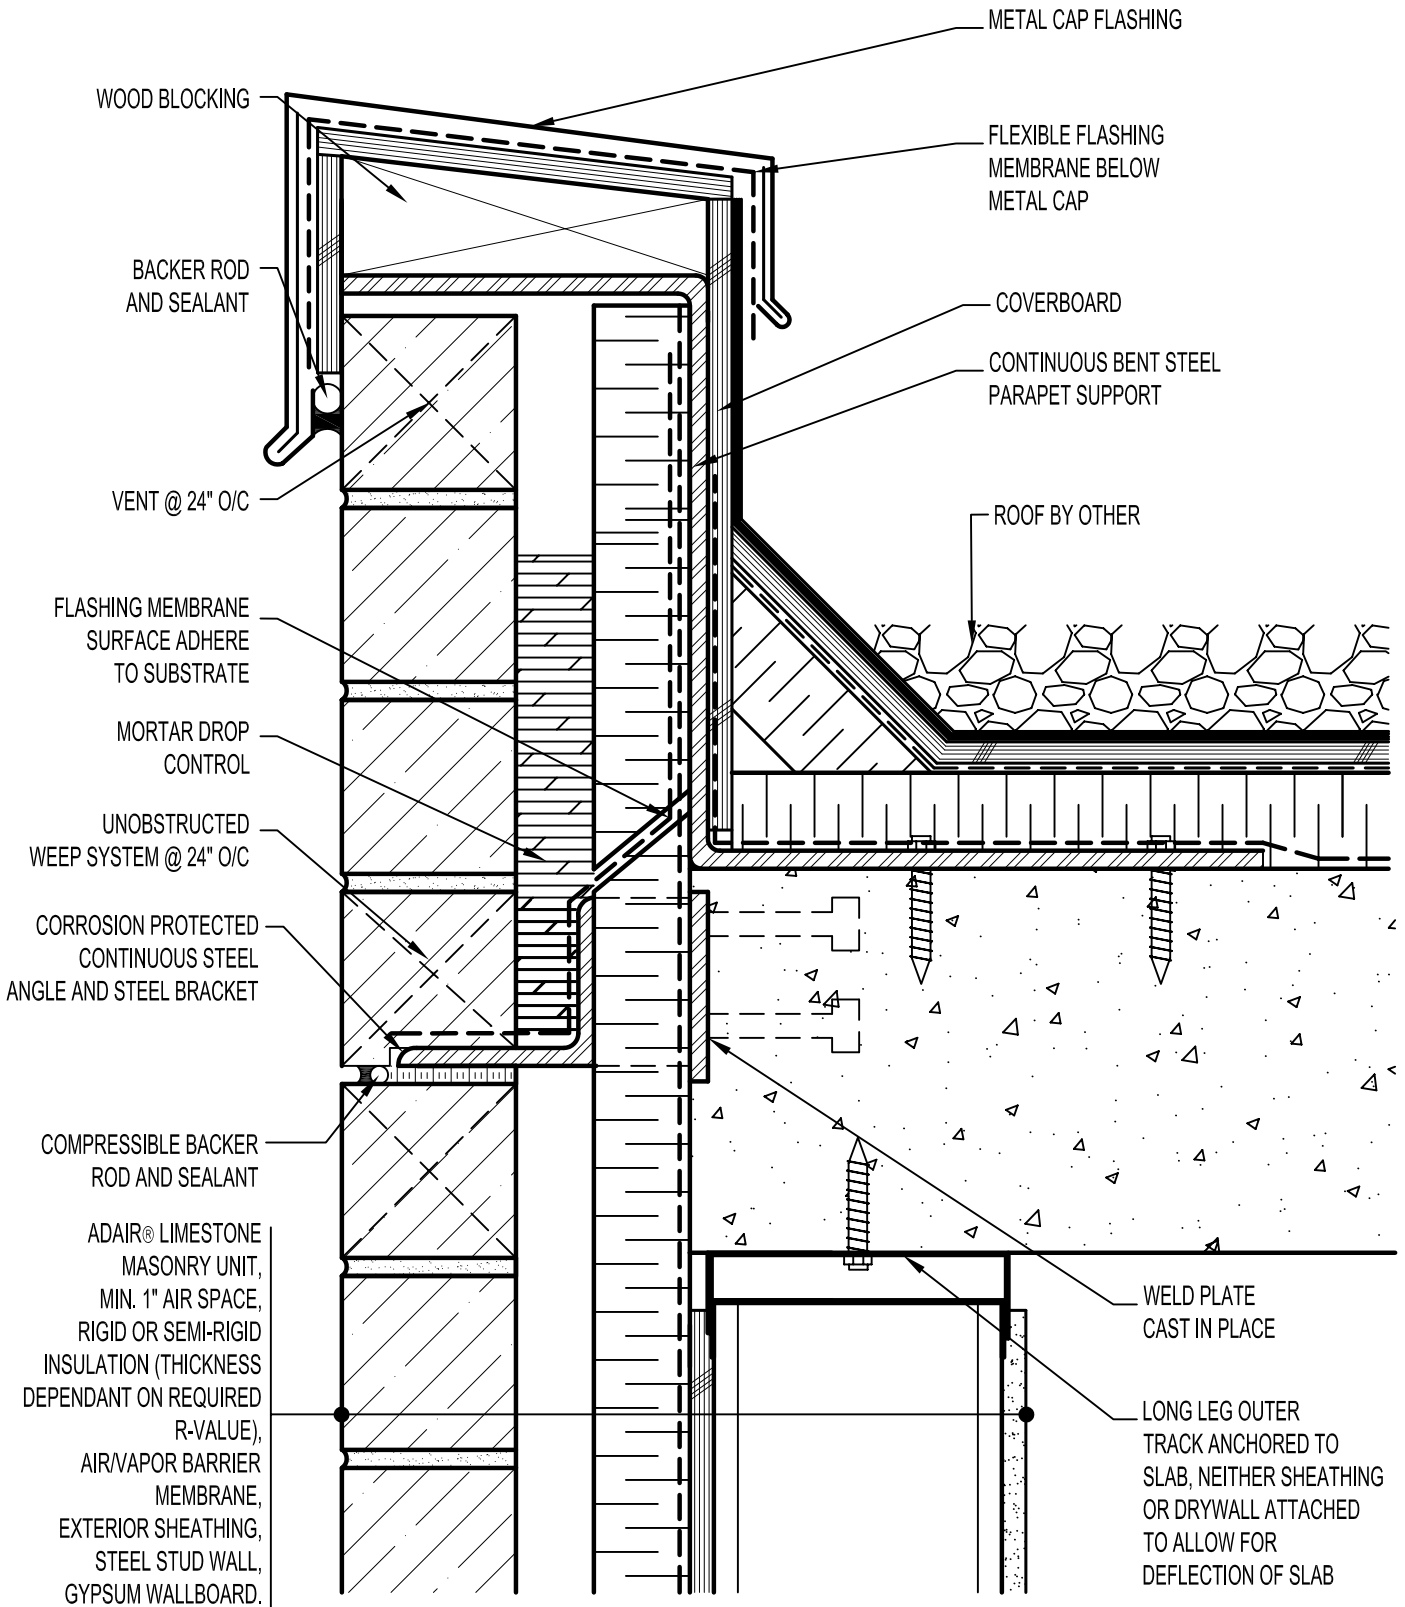 METAL CAP FLASHING
WOOD BLOCKING
FLEXIBLE FLASHING
MEMBRANE BELOW
METAL CAP
BACKER ROD
AND SEALANT
COVERBOARD
CONTINUOUS BENT STEEL
PARAPET SUPPORT
VENT @ 24" O/C
ROOF BY OTHER
FLASHING MEMBRANE
SURFACE ADHERE
TO SUBSTRATE
MORTAR DROP
CONTROL
UNOBSTRUCTED
WEEP SYSTEM @ 24" O/C
CORROSION PROTECTED
CONTINUOUS STEEL
ANGLE AND STEEL BRACKET
COMPRESSIBLE BACKER
ROD AND SEALANT
ADAIR® LIMESTONE
MASONRY UNIT,
MIN. 1" AIR SPACE,
RIGID OR SEMI-RIGID
INSULATION (THICKNESS
DEPENDANT ON REQUIRED
R-VALUE),
AIR/VAPOR BARRIER
MEMBRANE,
EXTERIOR SHEATHING,
STEEL STUD WALL,
GYPSUM WALLBOARD.
WELD PLATE
CAST IN PLACE
LONG LEG OUTER
TRACK ANCHORED TO
SLAB, NEITHER SHEATHING
OR DRYWALL ATTACHED
TO ALLOW FOR
DEFLECTION OF SLAB